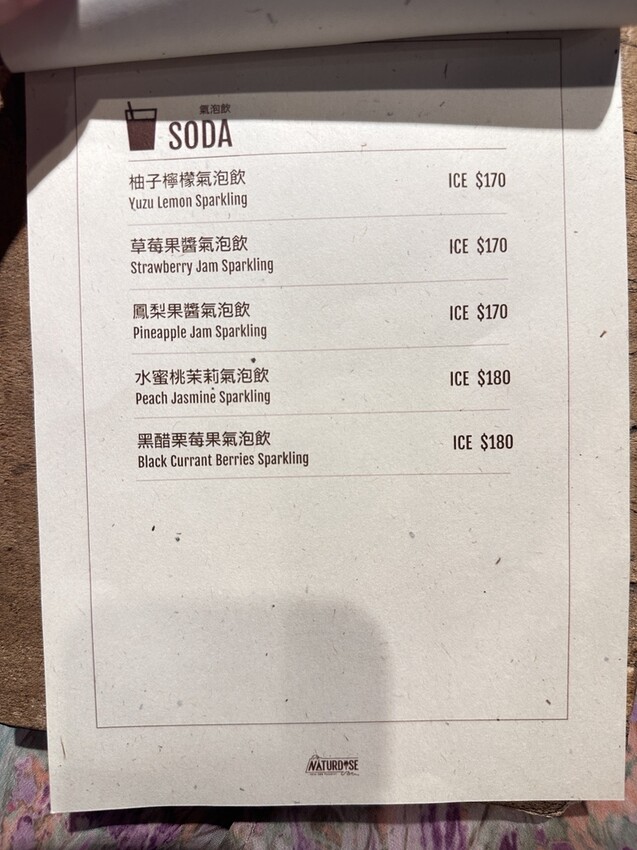 氣泡飲
SODA
柚子檸檬氣泡飲
Yuzu Lemon Sparkling
ICE $170
草莓果醬氣泡飲
Strawberry Jam Sparkling
ICE $170
鳳梨果醬氣泡飲
Pineapple Jam Sparkling
ICE $170
水蜜桃茉莉氣泡飲
Peach Jasmine Sparkling
ICE $180
黑醋栗莓果氣泡飲
Black Currant Berries Sparkling
ICE $180
NATURDOSE